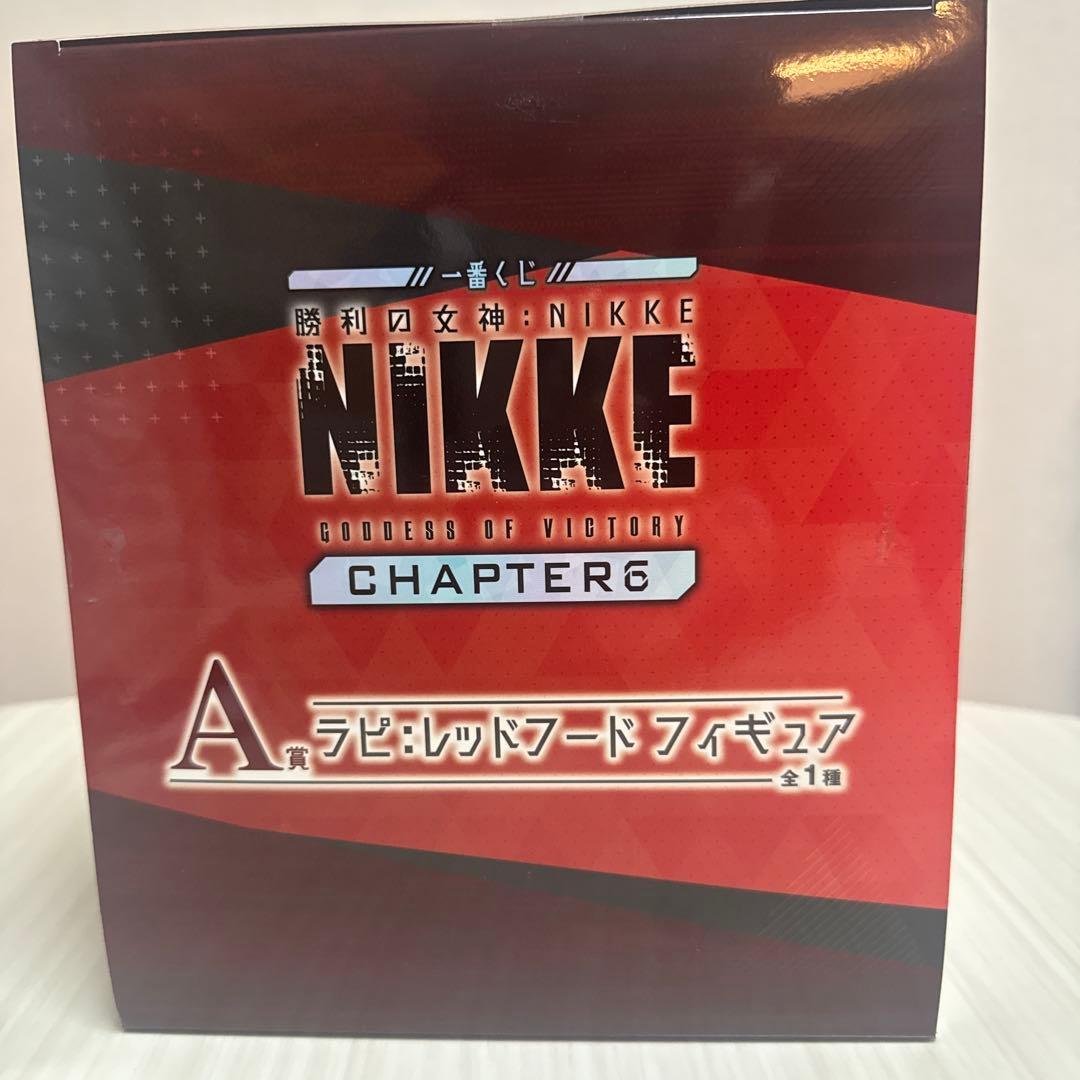 一番くじ
勝利の女神:NIKKE
NIKKE
GODDESS OF VICTORY
CHAPTER6
A賞 ラピ:レッドフード フィギュア
全1種